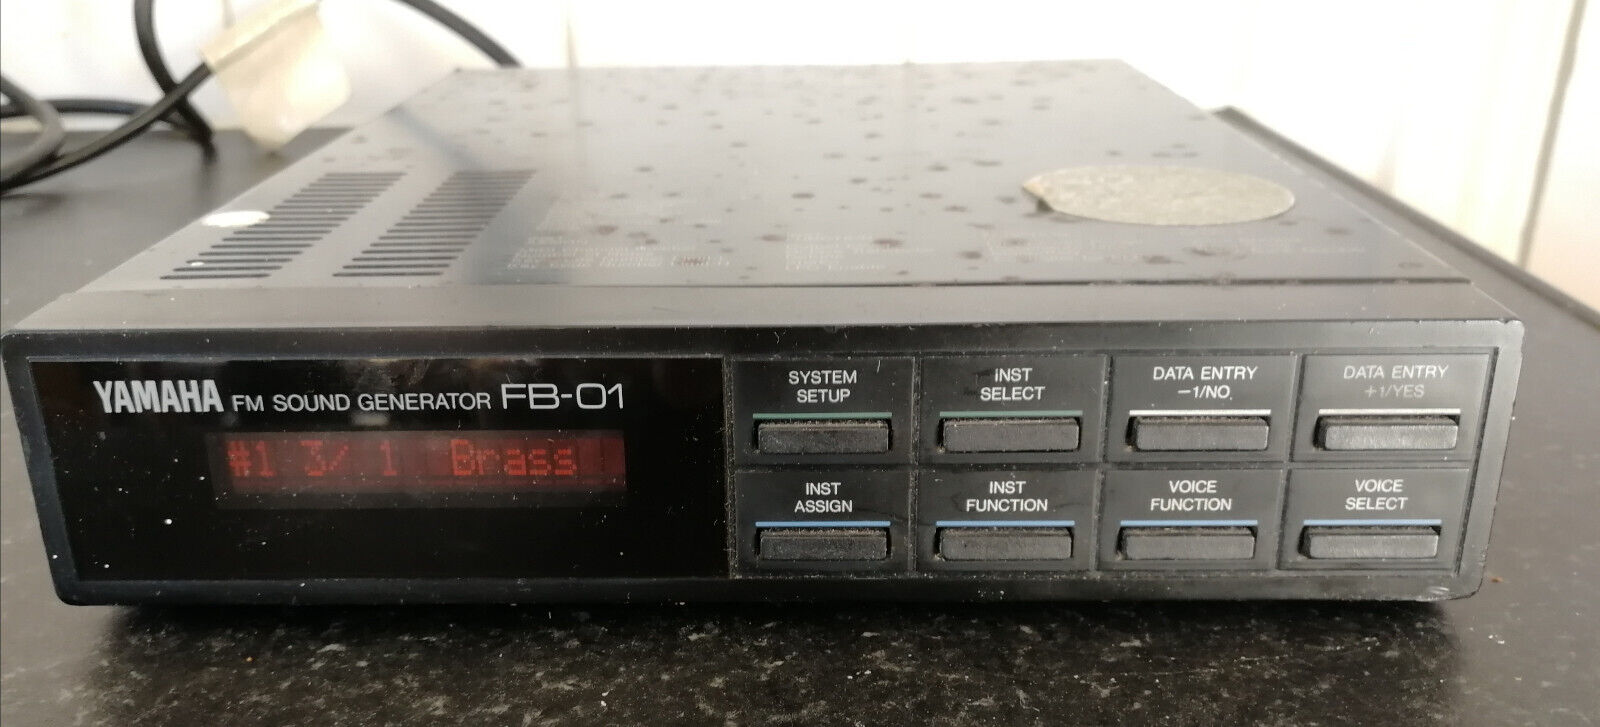 YAMAHA FM SOUND GENERATOR FB-01
#1 3/ 1 Brass
SYSTEM
SETUP
INST
SELECT
DATA ENTRY
−1/NO
DATA ENTRY
+1/YES
INST
ASSIGN
INST
FUNCTION
VOICE
FUNCTION
VOICE
SELECT